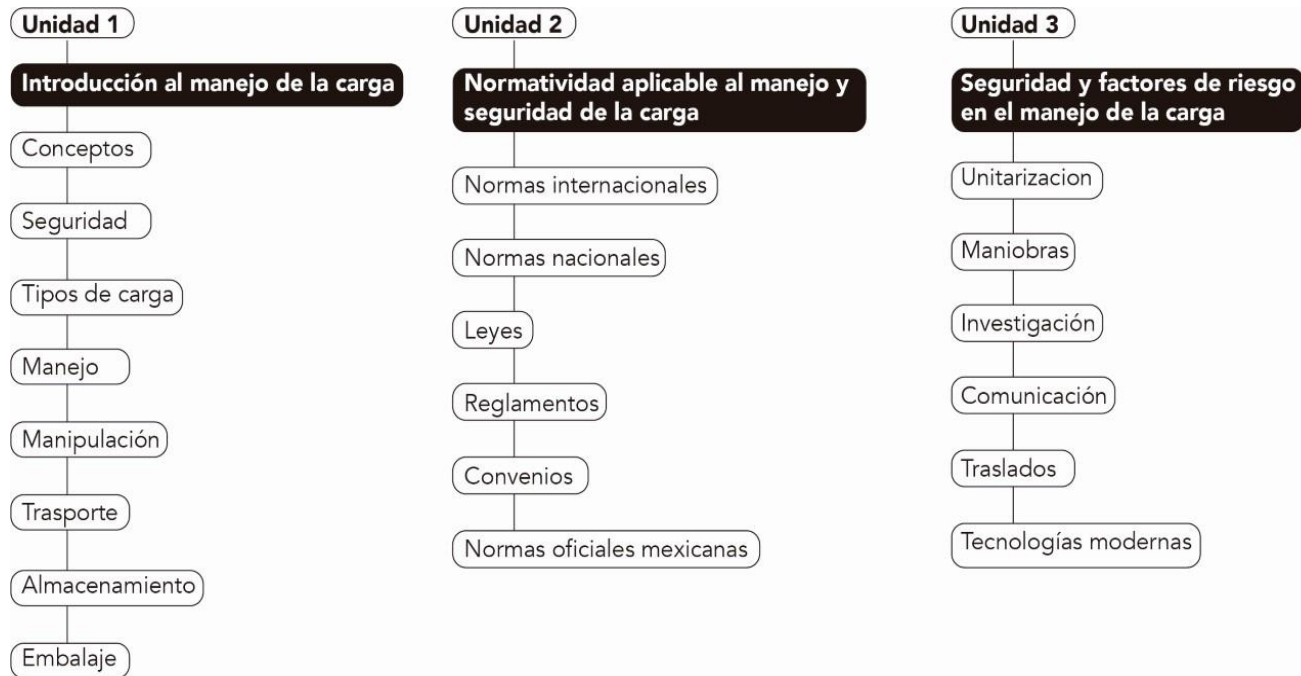 Unidad 1
Introducción al manejo de la carga
Conceptos
Seguridad
Tipos de carga
Manejo
Manipulación
Trasporte
Almacenamiento
Embalaje
Unidad 2
Normatividad aplicable al manejo y
seguridad de la carga
Normas internacionales
Normas nacionales
Leyes
Reglamentos
Convenios
Normas oficiales mexicanas
Unidad 3
Seguridad y factores de riesgo
en el manejo de la carga
Unitarizacion
Maniobras
Investigación
Comunicación
Traslados
Tecnologías modernas